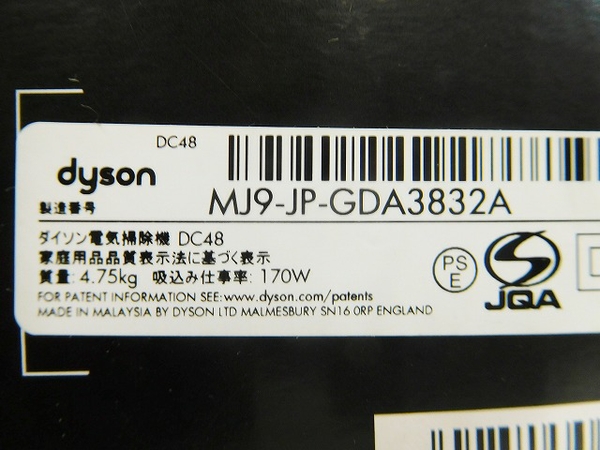 DC48
dyson
MJ9-JP-GDA3832A
製造番号
ダイソン電気掃除機 DC48
家庭用品品質表示法に基づく表示
質量: 4.75kg 吸込み仕事率: 170W
FOR PATENT INFORMATION SEE: www.dyson.com/patents
MADE IN MALAYSIA BY DYSON LTD MALMESBURY SN16 0RP ENGLAND
PS
E
JQA